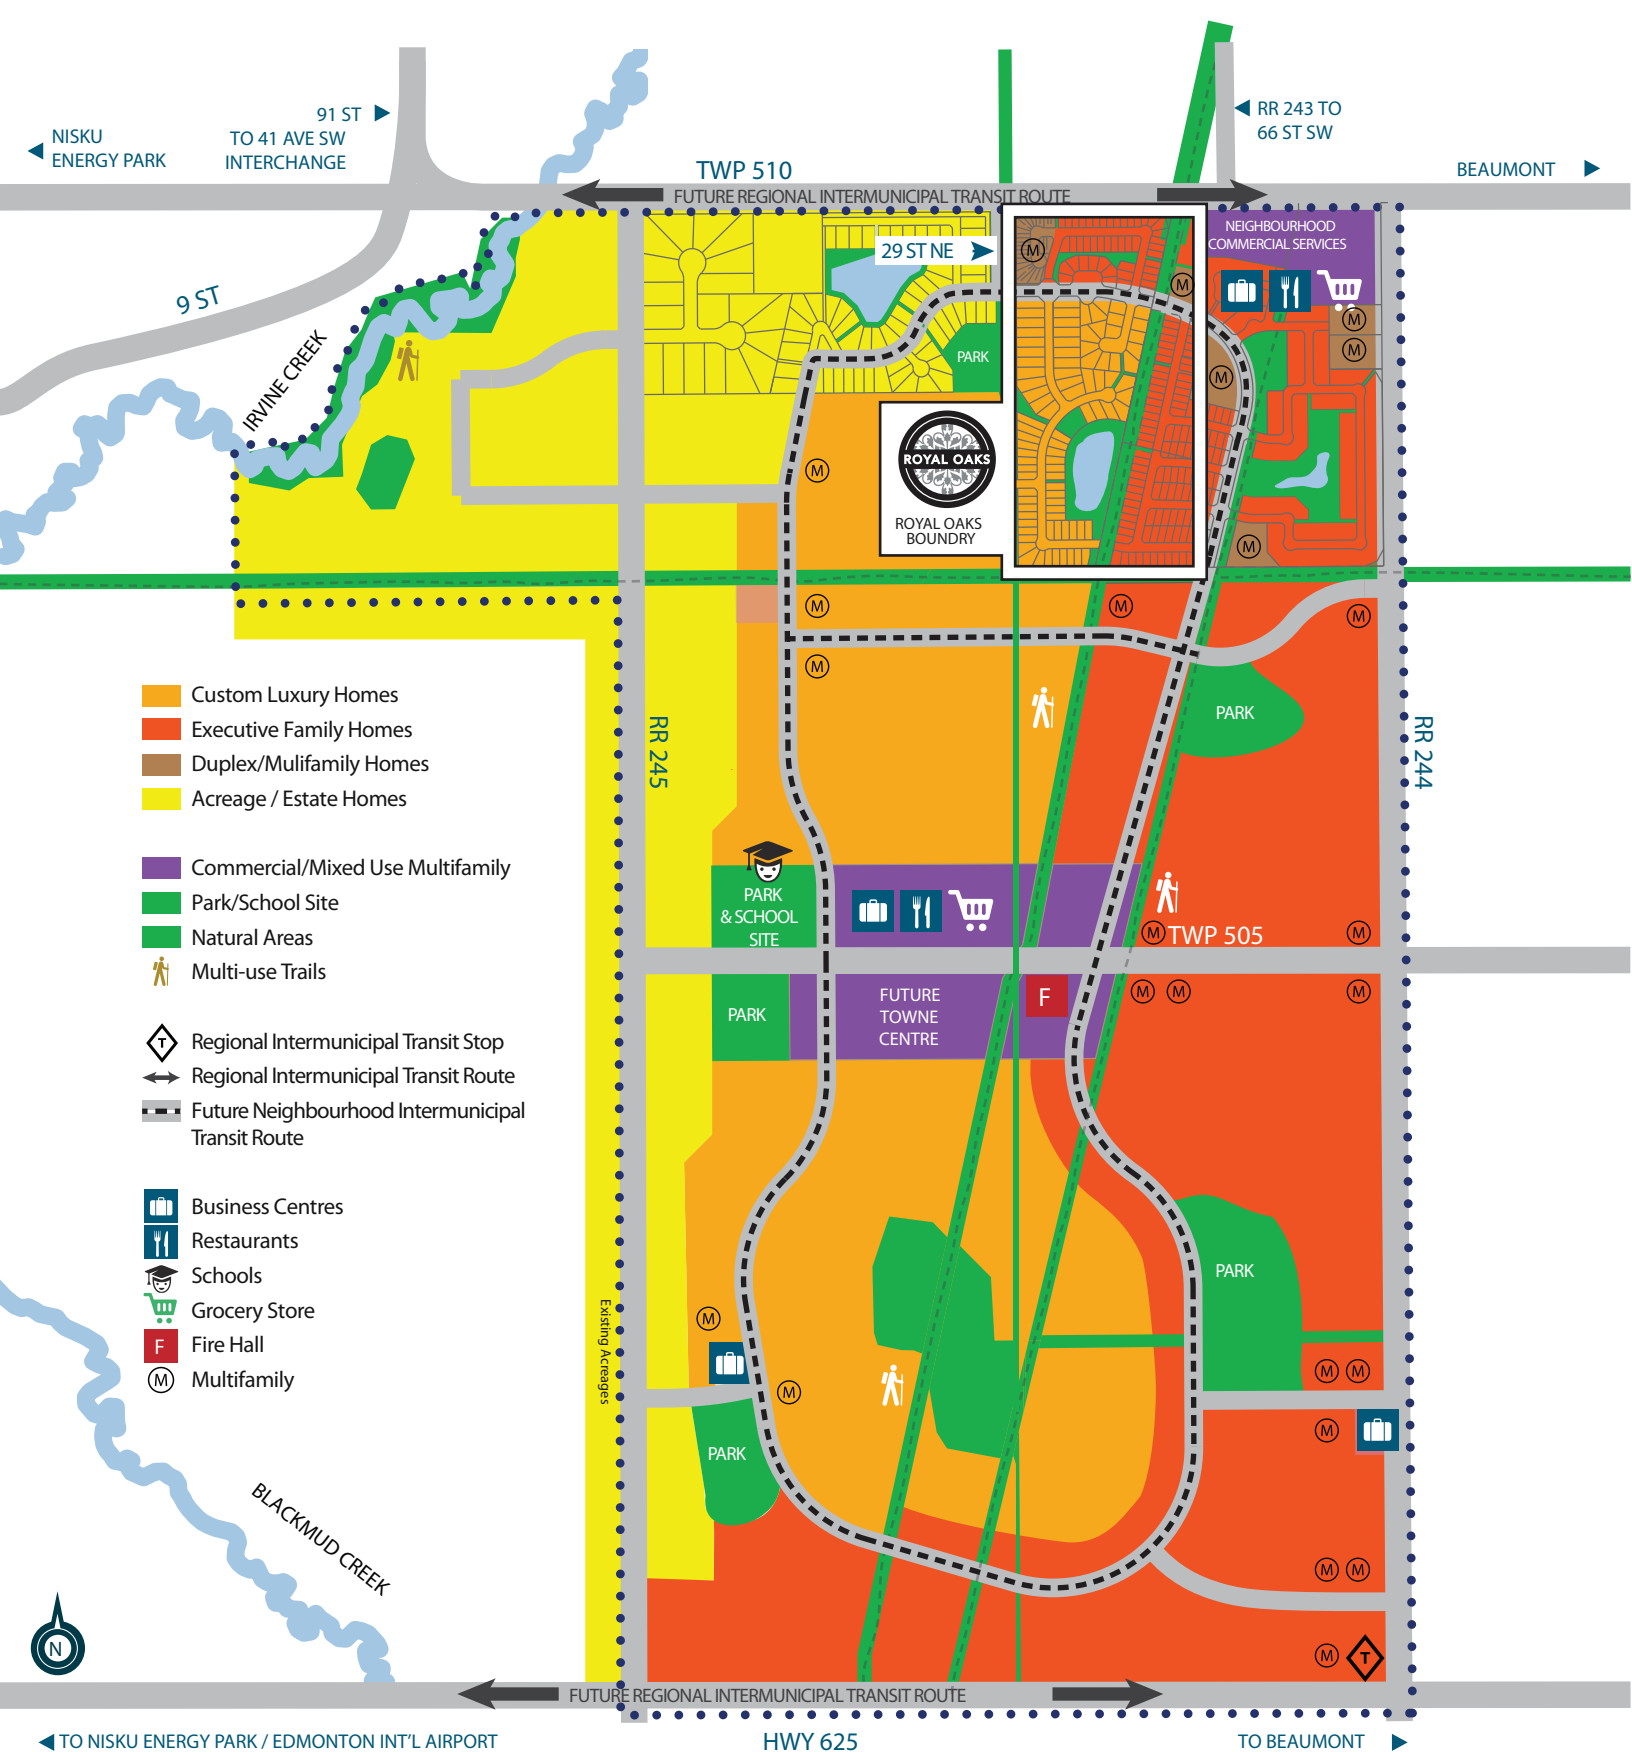 91 ST
TO 41 AVE SW
INTERCHANGE
NISKU
ENERGY PARK
RR 243 TO
66 ST SW
BEAUMONT
TWP 510
FUTURE REGIONAL INTERMUNICIPAL TRANSIT ROUTE
NEIGHBOURHOOD
COMMERCIAL SERVICES
29 ST NE
M
M
M
M
M
M
9 ST
IRVINE CREEK
PARK
ROYAL OAKS
ROYAL OAKS
BOUNDRY
M
M
M
M
M
PARK
RR 245
RR 244
Custom Luxury Homes
Executive Family Homes
Duplex/Mulifamily Homes
Acreage / Estate Homes
Commercial/Mixed Use Multifamily
Park/School Site
Natural Areas
Multi-use Trails
T
Regional Intermunicipal Transit Stop
Regional Intermunicipal Transit Route
Future Neighbourhood Intermunicipal
Transit Route
Business Centres
Restaurants
Schools
Grocery Store
F
Fire Hall
M
Multifamily
PARK
& SCHOOL
SITE
M
TWP 505
M
PARK
FUTURE
TOWNE
CENTRE
F
M
M
M
PARK
Existing Acreages
M
M
M
M
M
PARK
M
M
M
T
BLACKMUD CREEK
N
FUTURE REGIONAL INTERMUNICIPAL TRANSIT ROUTE
TO NISKU ENERGY PARK / EDMONTON INT'L AIRPORT
HWY 625
TO BEAUMONT